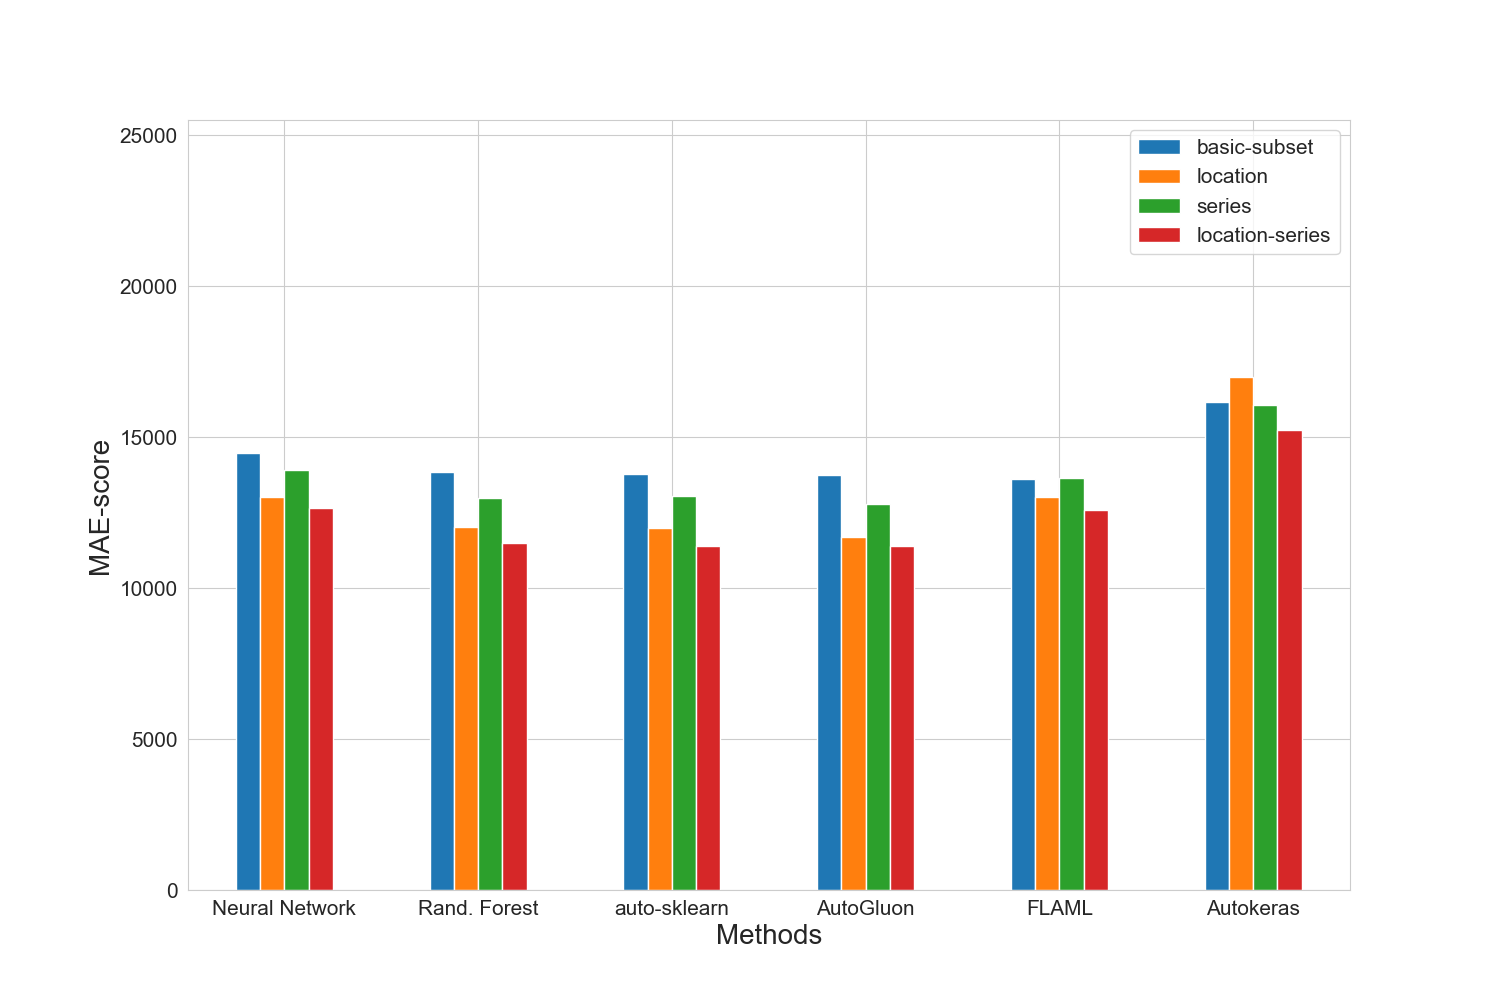 25000
20000
15000
10000
5000
0
MAE-score
basic-subset
location
series
location-series
Neural Network
Rand. Forest
auto-sklearn
AutoGluon
FLAML
Autokeras
Methods